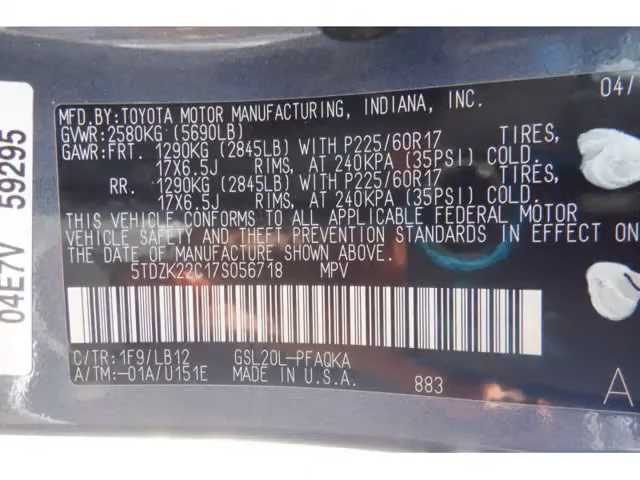 MFD.BY:TOYOTA MOTOR MANUFACTURING, INDIANA, INC. 04/
GVWR:2580KG (5690LB)
GAWR:FRT. 1290KG (2845LB) WITH P225/60R17 TIRES,
17X6.5J RIMS, AT 240KPA (35PSI) COLD.
RR. 1290KG (2845LB) WITH P225/60R17 TIRES,
17X6.5J RIMS, AT 240KPA (35PSI) COLD.
THIS VEHICLE CONFORMS TO ALL APPLICABLE FEDERAL MOTOR
VEHICLE SAFETY AND THEFT PREVENTION STANDARDS IN EFFECT ON
THE DATE OF MANUFACTURE SHOWN ABOVE.
5TDZK22C17S056718 MPV
C/TR:1F9/LB12 GSL20L-PFAQKA
A/TM:-01A/U151E MADE IN U.S.A. 883 A
04E7V 59295